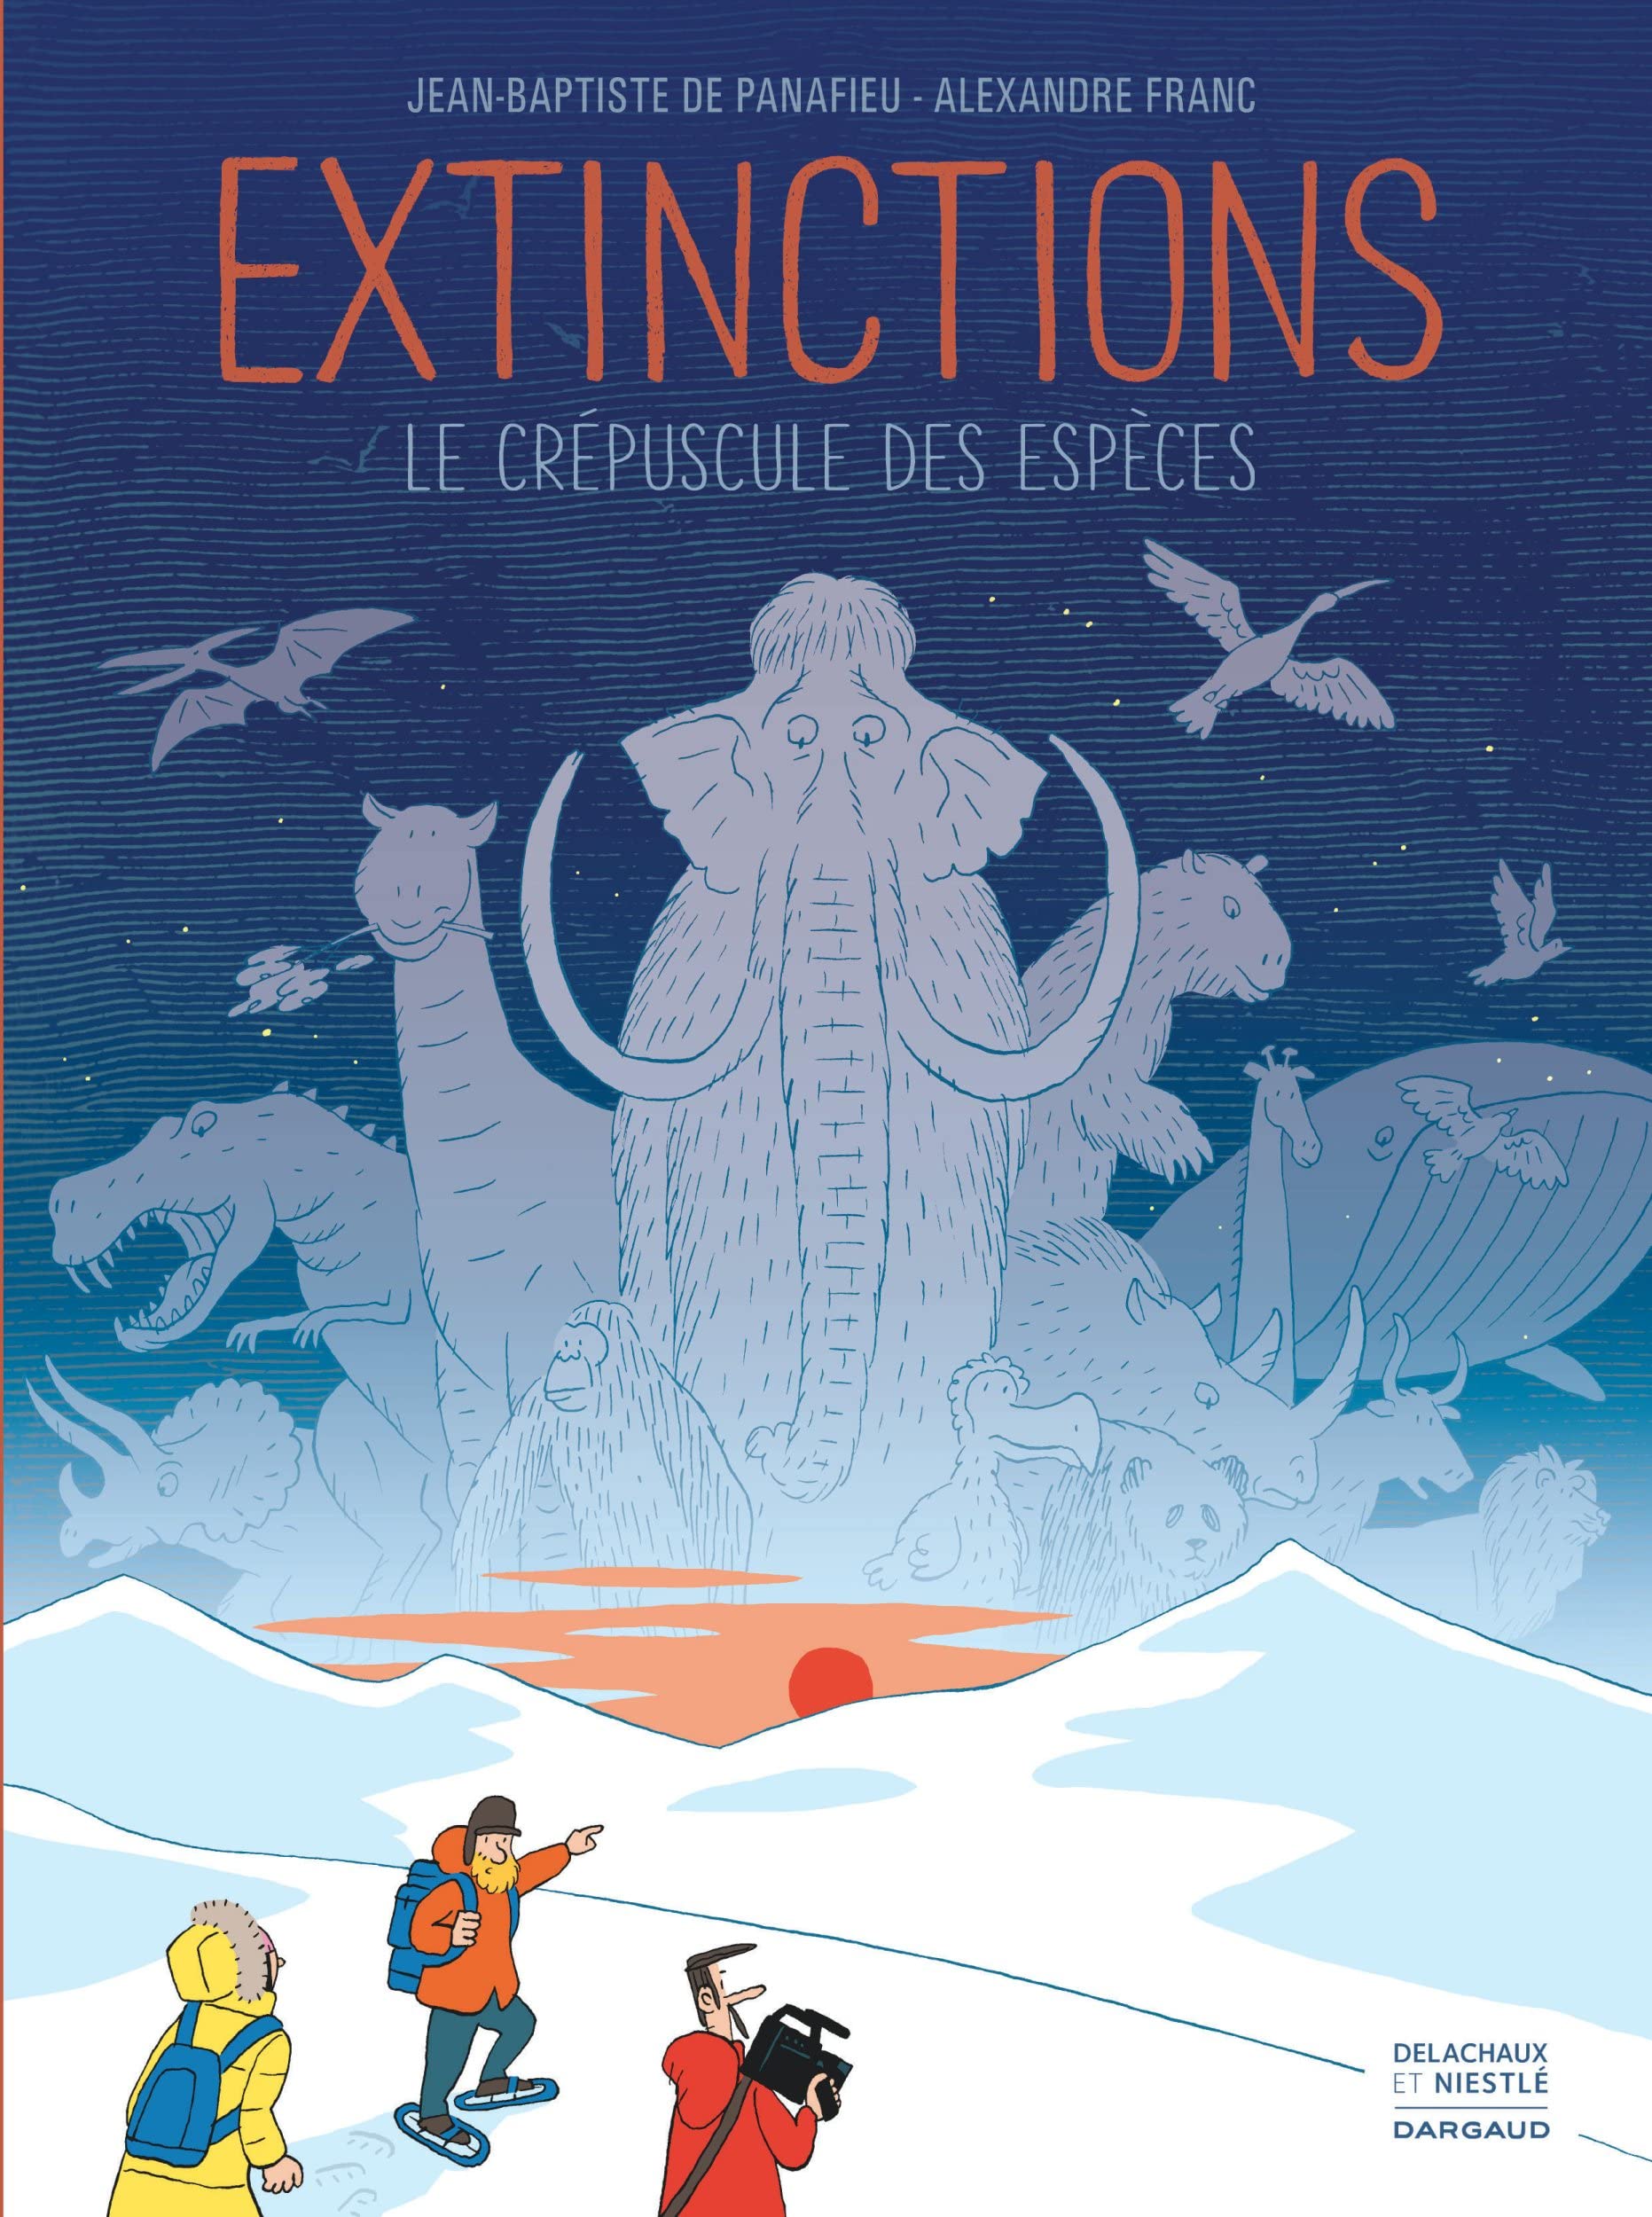 JEAN-BAPTISTE DE PANAFIEU - ALEXANDRE FRANC
EXTINCTIONS
LE CRÉPUSCULE DES ESPÈCES
DELACHAUX
ET NIESTLÉ
DARGAUD